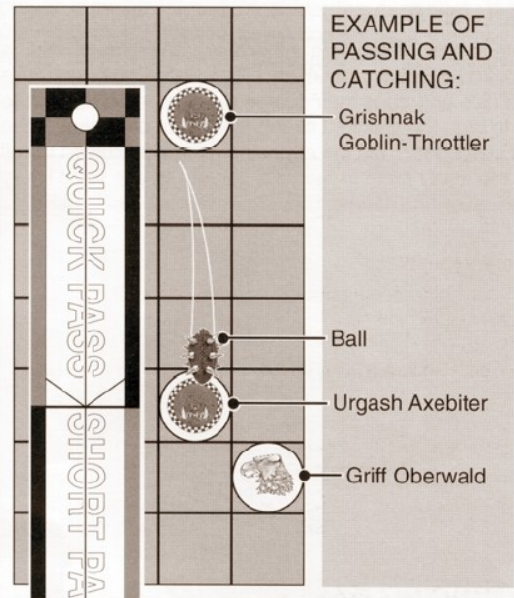 EXAMPLE OF
PASSING AND
CATCHING:
Grishnak
Goblin-Throttler
QUICK PASS
Ball
Urgash Axebiter
SHORT PA
Griff Oberwald